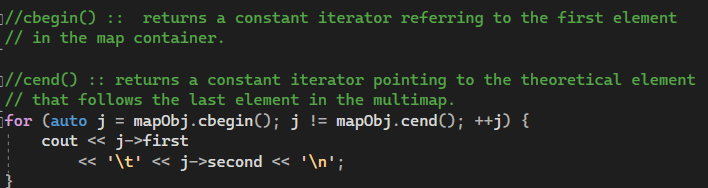 //cbegin() ::  returns a constant iterator referring to the first element
// in the map container.
//cend() :: returns a constant iterator pointing to the theoretical element
// that follows the last element in the multimap.
for (auto j = mapObj.cbegin(); j != mapObj.cend(); ++j) {
    cout << j->first
        << '\t' << j->second << '\n';
}